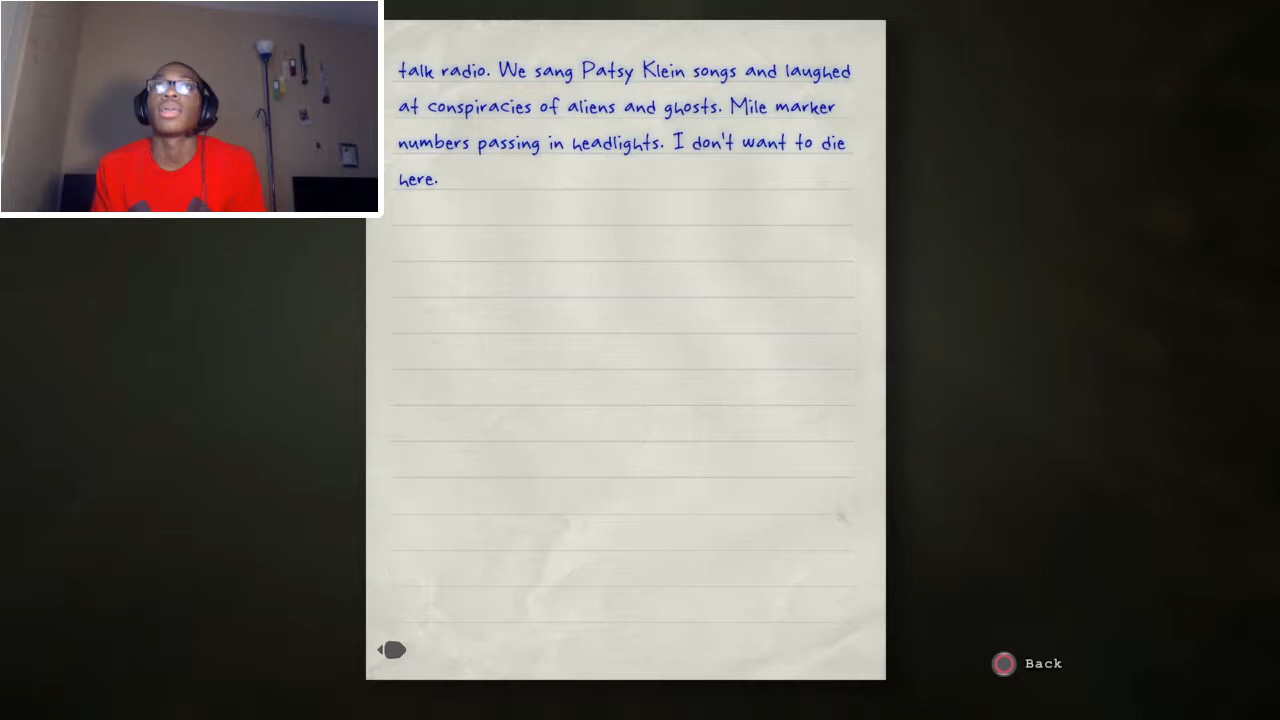 talk radio. We sang Patsy Klein songs and laughed
at conspiracies of aliens and ghosts. Mile marker
numbers passing in headlights. I don't want to die
here.
Back